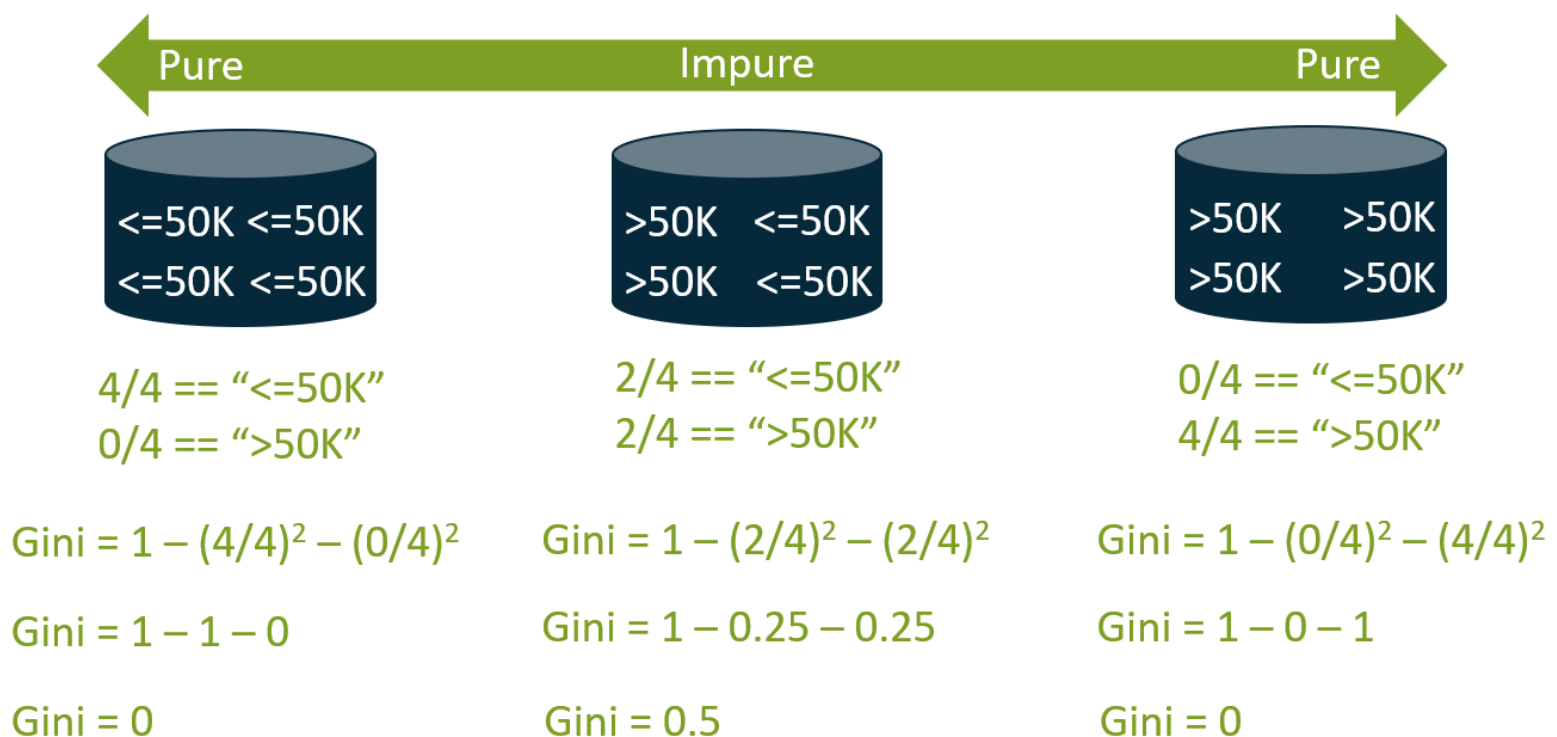 Pure Impure Pure
<=50K <=50K
<=50K <=50K
4/4 == “<=50K”
0/4 == “>50K”
Gini = 1 – (4/4)² – (0/4)²
Gini = 1 – 1 – 0
Gini = 0
>50K <=50K
>50K <=50K
2/4 == “<=50K”
2/4 == “>50K”
Gini = 1 – (2/4)² – (2/4)²
Gini = 1 – 0.25 – 0.25
Gini = 0.5
>50K >50K
>50K >50K
0/4 == “<=50K”
4/4 == “>50K”
Gini = 1 – (0/4)² – (4/4)²
Gini = 1 – 0 – 1
Gini = 0